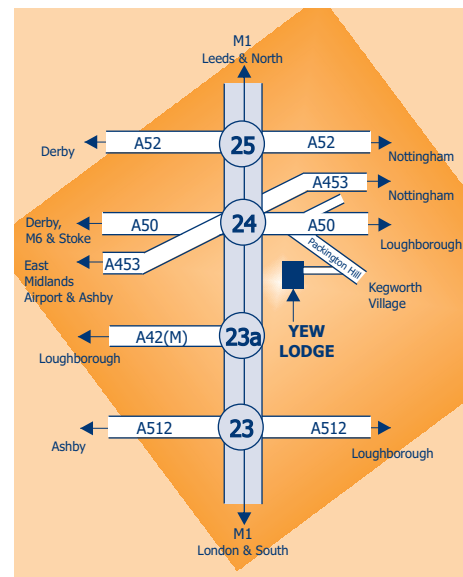 M1
Leeds & North
25
A52
A52
Derby
Nottingham
A453
Nottingham
24
A50
A50
Derby,
M6 & Stoke
Loughborough
A453
East
Midlands
Airport & Ashby
Packington Hill
Kegworth
Village
YEW
LODGE
A42(M)
23a
Loughborough
A512
23
A512
Ashby
Loughborough
M1
London & South